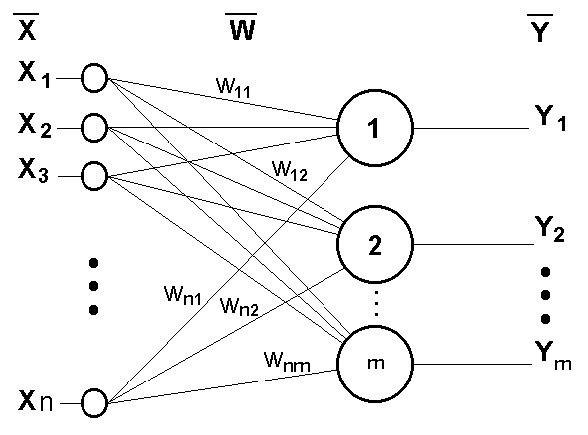 X̅ W̅ Y̅
X1 W11 Y1
X2 1
X3 W12
2 Y2
Wn1 Wn2
Wnm m Ym
Xn